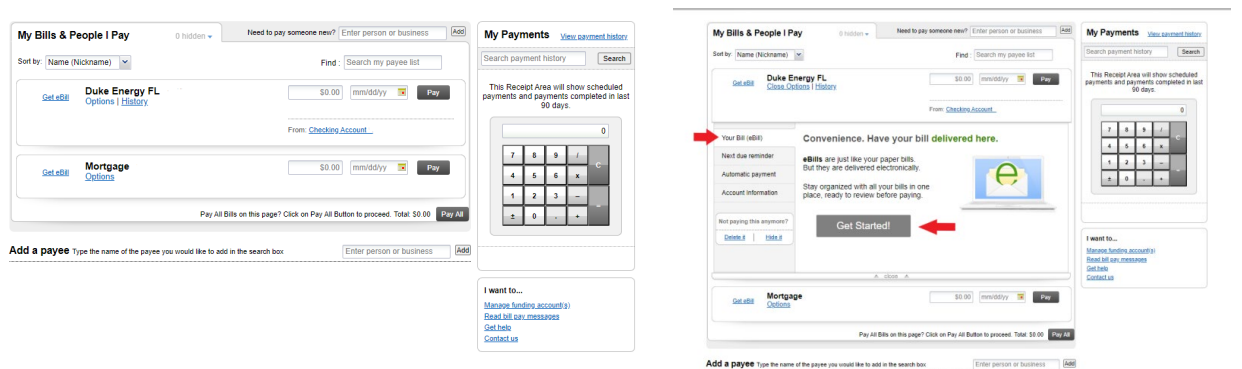 My Bills & People I Pay
0 hidden
Need to pay someone new? Enter person or business Add
Sort by: Name (Nickname)
Find : Search my payee list
Get eBill
Duke Energy FL
Options | History
$0.00 mm/dd/yy Pay
From: Checking Account
Get eBill
Mortgage
Options
$0.00 mm/dd/yy Pay
Pay All Bills on this page? Click on Pay All Button to proceed. Total: $0.00 Pay All
Add a payee Type the name of the payee you would like to add in the search box Enter person or business Add
My Payments View payment history
Search payment history Search
This Receipt Area will show scheduled
payments and payments completed in last
90 days.
0
7 8 9 / C
4 5 6 x
1 2 3 – =
± 0 . +
I want to...
Manage funding account(s)
Read bill pay messages
Get help
Contact us
My Bills & People I Pay
0 hidden
Need to pay someone new? Enter person or business Add
Sort by: Name (Nickname)
Find : Search my payee list
Get eBill
Duke Energy FL
Close Options | History
$0.00 mm/dd/yy Pay
From: Checking Account
Your Bill (eBill)
Next due reminder
Automatic payment
Account Information
Not paying this anymore?
Delete it | Hide it
Convenience. Have your bill delivered here.
eBills are just like your paper bills.
But they are delivered electronically.
Stay organized with all your bills in one
place, ready to review before paying.
Get Started!
close
Get eBill
Mortgage
Options
$0.00 mm/dd/yy Pay
Pay All Bills on this page? Click on Pay All Button to proceed. Total: $0.00 Pay All
Add a payee Type the name of the payee you would like to add in the search box Enter person or business Add
My Payments View payment history
Search payment history Search
This Receipt Area will show scheduled
payments and payments completed in last
90 days.
0
7 8 9 / C
4 5 6 x
1 2 3 – =
± 0 . +
I want to...
Manage funding account(s)
Read bill pay messages
Get help
Contact us